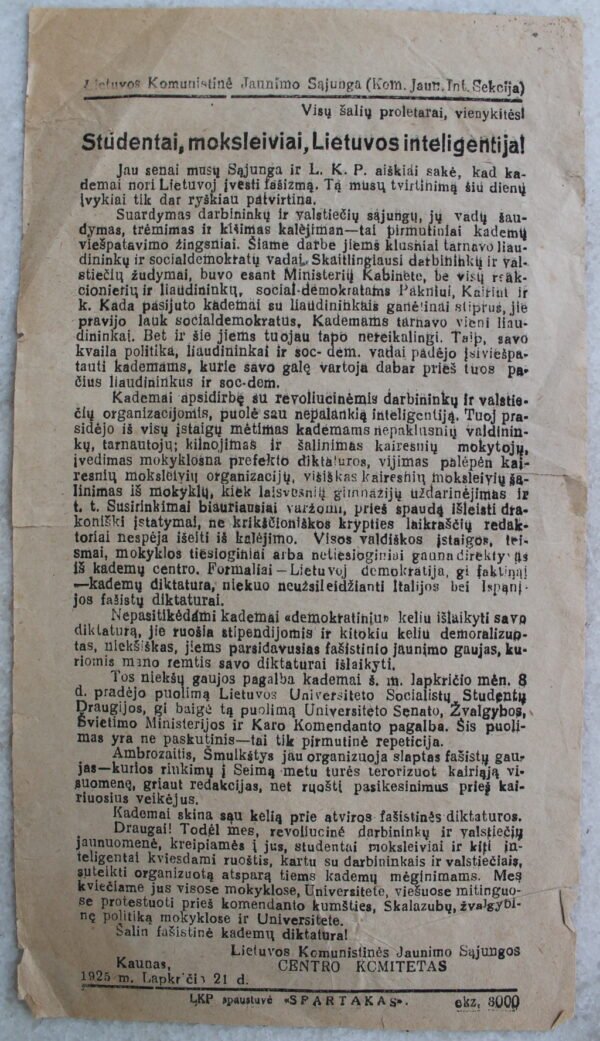 Lietuvos Komunistinė Jaunimo Sąjunga (Kom. Jaun. Int. Sekcija)
Visų šalių proletarai, vienykitės!
Studentai, moksleiviai, Lietuvos inteligentija!
Jau senai musų Sąjunga ir L. K. P. aiškiai sakė, kad ka-
demai nori Lietuvoj įvesti fašizmą. Tą musų tvirtinimą šių dienų
įvykiai tik dar ryškiau patvirtina.
Suardymas darbininkų ir valstiečių sąjungų, jų vadų šau-
dymas, trėmimas ir kišimas kalėjiman—tai pirmutiniai kademų
viešpatavimo žingsniai. Šiame darbe jiems klusniai tarnavo liau-
dininkų ir socialdemokratų vadai. Skaitlingiausi darbininkų ir val-
stiečių žudymai, buvo esant Ministerių Kabinete, be visų reak-
cionierių ir liaudininkų, social-demokratams Pakniui, Kairiui ir
k. Kada pasijuto kademai su liaudininkais ganėtinai stiprus, jie
pravijo lauk socialdemokratus, Kademams tarnavo vieni liau-
dininkai. Bet ir šie jiems tuojau tapo nereikalingi. Taip, savo
kvaila politika, liaudininkai ir soc- dem. vadai padėjo įsiviešpa-
tauti kademams, kurie savo galę vartoja dabar prieš tuos pa-
čius liaudininkus ir soc-dem.
Kademai apsidirbę su revoliucinėmis darbininkų ir valstie-
čių organizacijomis, puolė sau nepalankią inteligentiją. Tuoj pra-
sidėjo iš visų įstaigų mėtimas kademams nepaklusnių valdinin-
kų, tarnautojų; kilnojimas ir šalinimas kairesnių mokytojų,
įvedimas mokyklosna prefekto diktaturos, vijimas palėpėn kai-
resnių moksleivių organizacijų, višiškas kairesnių moksleivių ša-
linimas iš mokyklų, kiek laisvesnių gimnazijų uždarinėjimas ir
t. t. Susirinkimai biauriausiai varžomi, prieš spaudą išleisti dra-
koniški įstatymai, ne krikščioniškos krypties laikraščių redak-
toriai nespėja išeiti iš kalėjimo. Visos valdiškos įstaigos, teis-
mai, mokyklos tiesioginiai arba netiesioginiai gauna direktyvas
iš kademų centro. Formaliai—Lietuvoj demokratija, gi faktinai
—kademų diktatura, niekuo neužsileidžianti Italijos bei Ispani-
jos fašistų diktaturai.
Nepasitikėdami kademai «demokratiniu» keliu išlaikyti savo
diktaturą, jie ruošia stipendijomis ir kitokiu keliu demoralizuo-
tas, niekšiškas, jiems parsidavusias fašistinio jaunimo gaujas, ku-
riomis mano remtis savo diktaturai išlaikyti.
Tos niekšų gaujos pagalba kademai š. m. lapkričio mėn. 8
d. pradėjo puolimą Lietuvos Universiteto Socialistų Studentų
Draugijos, gi baigė tą puolimą Universiteto Senato, Žvalgybos,
Švietimo Ministerijos ir Karo Komendanto pagalba. Šis puoli-
mas yra ne paskutinis—tai tik pirmutinė repeticija.
Ambrozaitis, Šmulkštys jau organizuoja slaptas fašistų gau-
jas—kurios rinkimų į Seimą metu turės terorizuot kairiąją vi-
suomenę, griaut redakcijas, net ruošti pasikesinimus prieš kai-
riuosius veikėjus.
Kademai skina sau kelią prie atviros fašistinės diktaturos.
Draugai! Todėl mes, revoliucinė darbininkų ir valstiečių
jaunuomenė, kreipiamės į jus, studentai moksleiviai ir kiti in-
teligentai kviesdami ruoštis, kartu su darbininkais ir valstiečiais,
suteikti organizuotą atsparą tiems kademų mėginimams. Mes
kviečiame jus visose mokyklose, Universitete, viešuose mitinguo-
se protestuoti prieš komendanto kumšties, Skalazubų, žvalgybi-
nę politiką mokyklose ir Universitete.
Šalin fašistinė kademų diktatura!
Lietuvos Komunistinės Jaunimo Sąjungos
Kaunas, CENTRO KOMITETAS
1925 m. Lapkričio 21 d.
LKP spaustuvė «SPARTAKAS». ekz. 3000